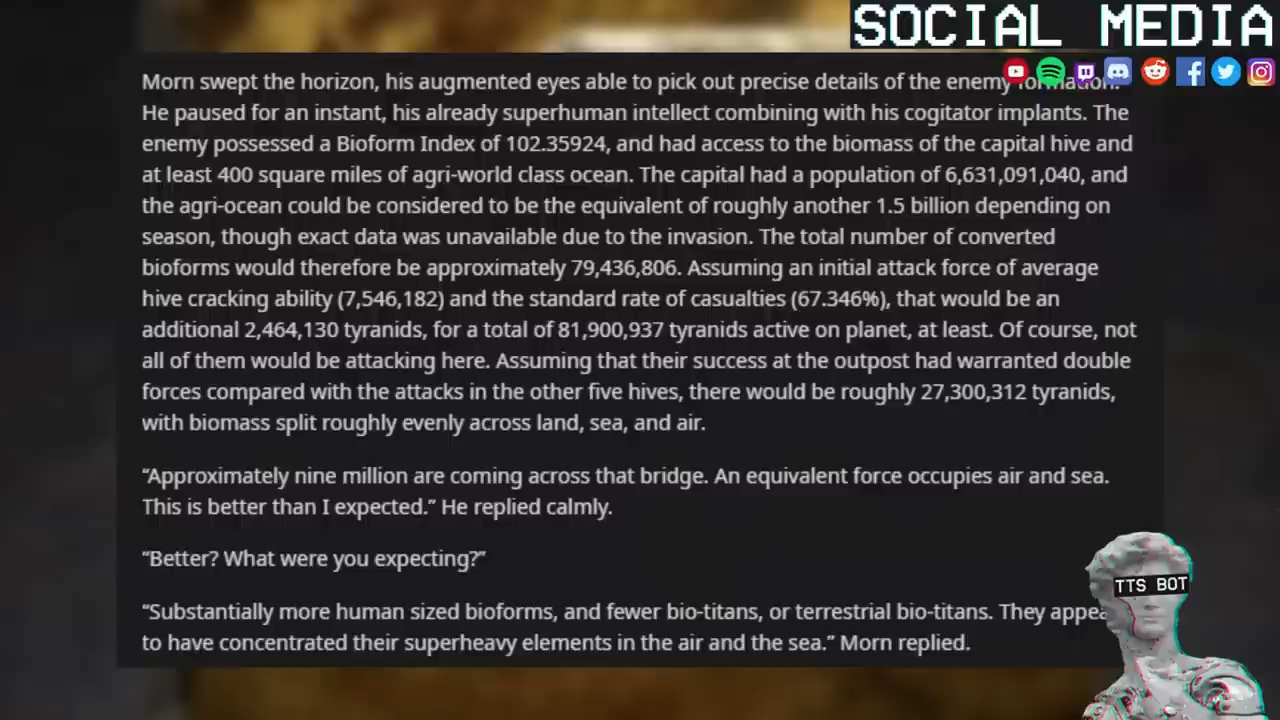 SOCIAL MEDIA
Morn swept the horizon, his augmented eyes able to pick out precise details of the enemy formation.
He paused for an instant, his already superhuman intellect combining with his cogitator implants. The
enemy possessed a Bioform Index of 102.35924, and had access to the biomass of the capital hive and
at least 400 square miles of agri-world class ocean. The capital had a population of 6,631,091,040, and
the agri-ocean could be considered to be the equivalent of roughly another 1.5 billion depending on
season, though exact data was unavailable due to the invasion. The total number of converted
bioforms would therefore be approximately 79,436,806. Assuming an initial attack force of average
hive cracking ability (7,546,182) and the standard rate of casualties (67.346%), that would be an
additional 2,464,130 tyranids, for a total of 81,900,937 tyranids active on planet, at least. Of course, not
all of them would be attacking here. Assuming that their success at the outpost had warranted double
forces compared with the attacks in the other five hives, there would be roughly 27,300,312 tyranids,
with biomass split roughly evenly across land, sea, and air.
“Approximately nine million are coming across that bridge. An equivalent force occupies air and sea.
This is better than I expected.” He replied calmly.
“Better? What were you expecting?”
“Substantially more human sized bioforms, and fewer bio-titans, or terrestrial bio-titans. They appea
to have concentrated their superheavy elements in the air and the sea.” Morn replied.
TTS BOT